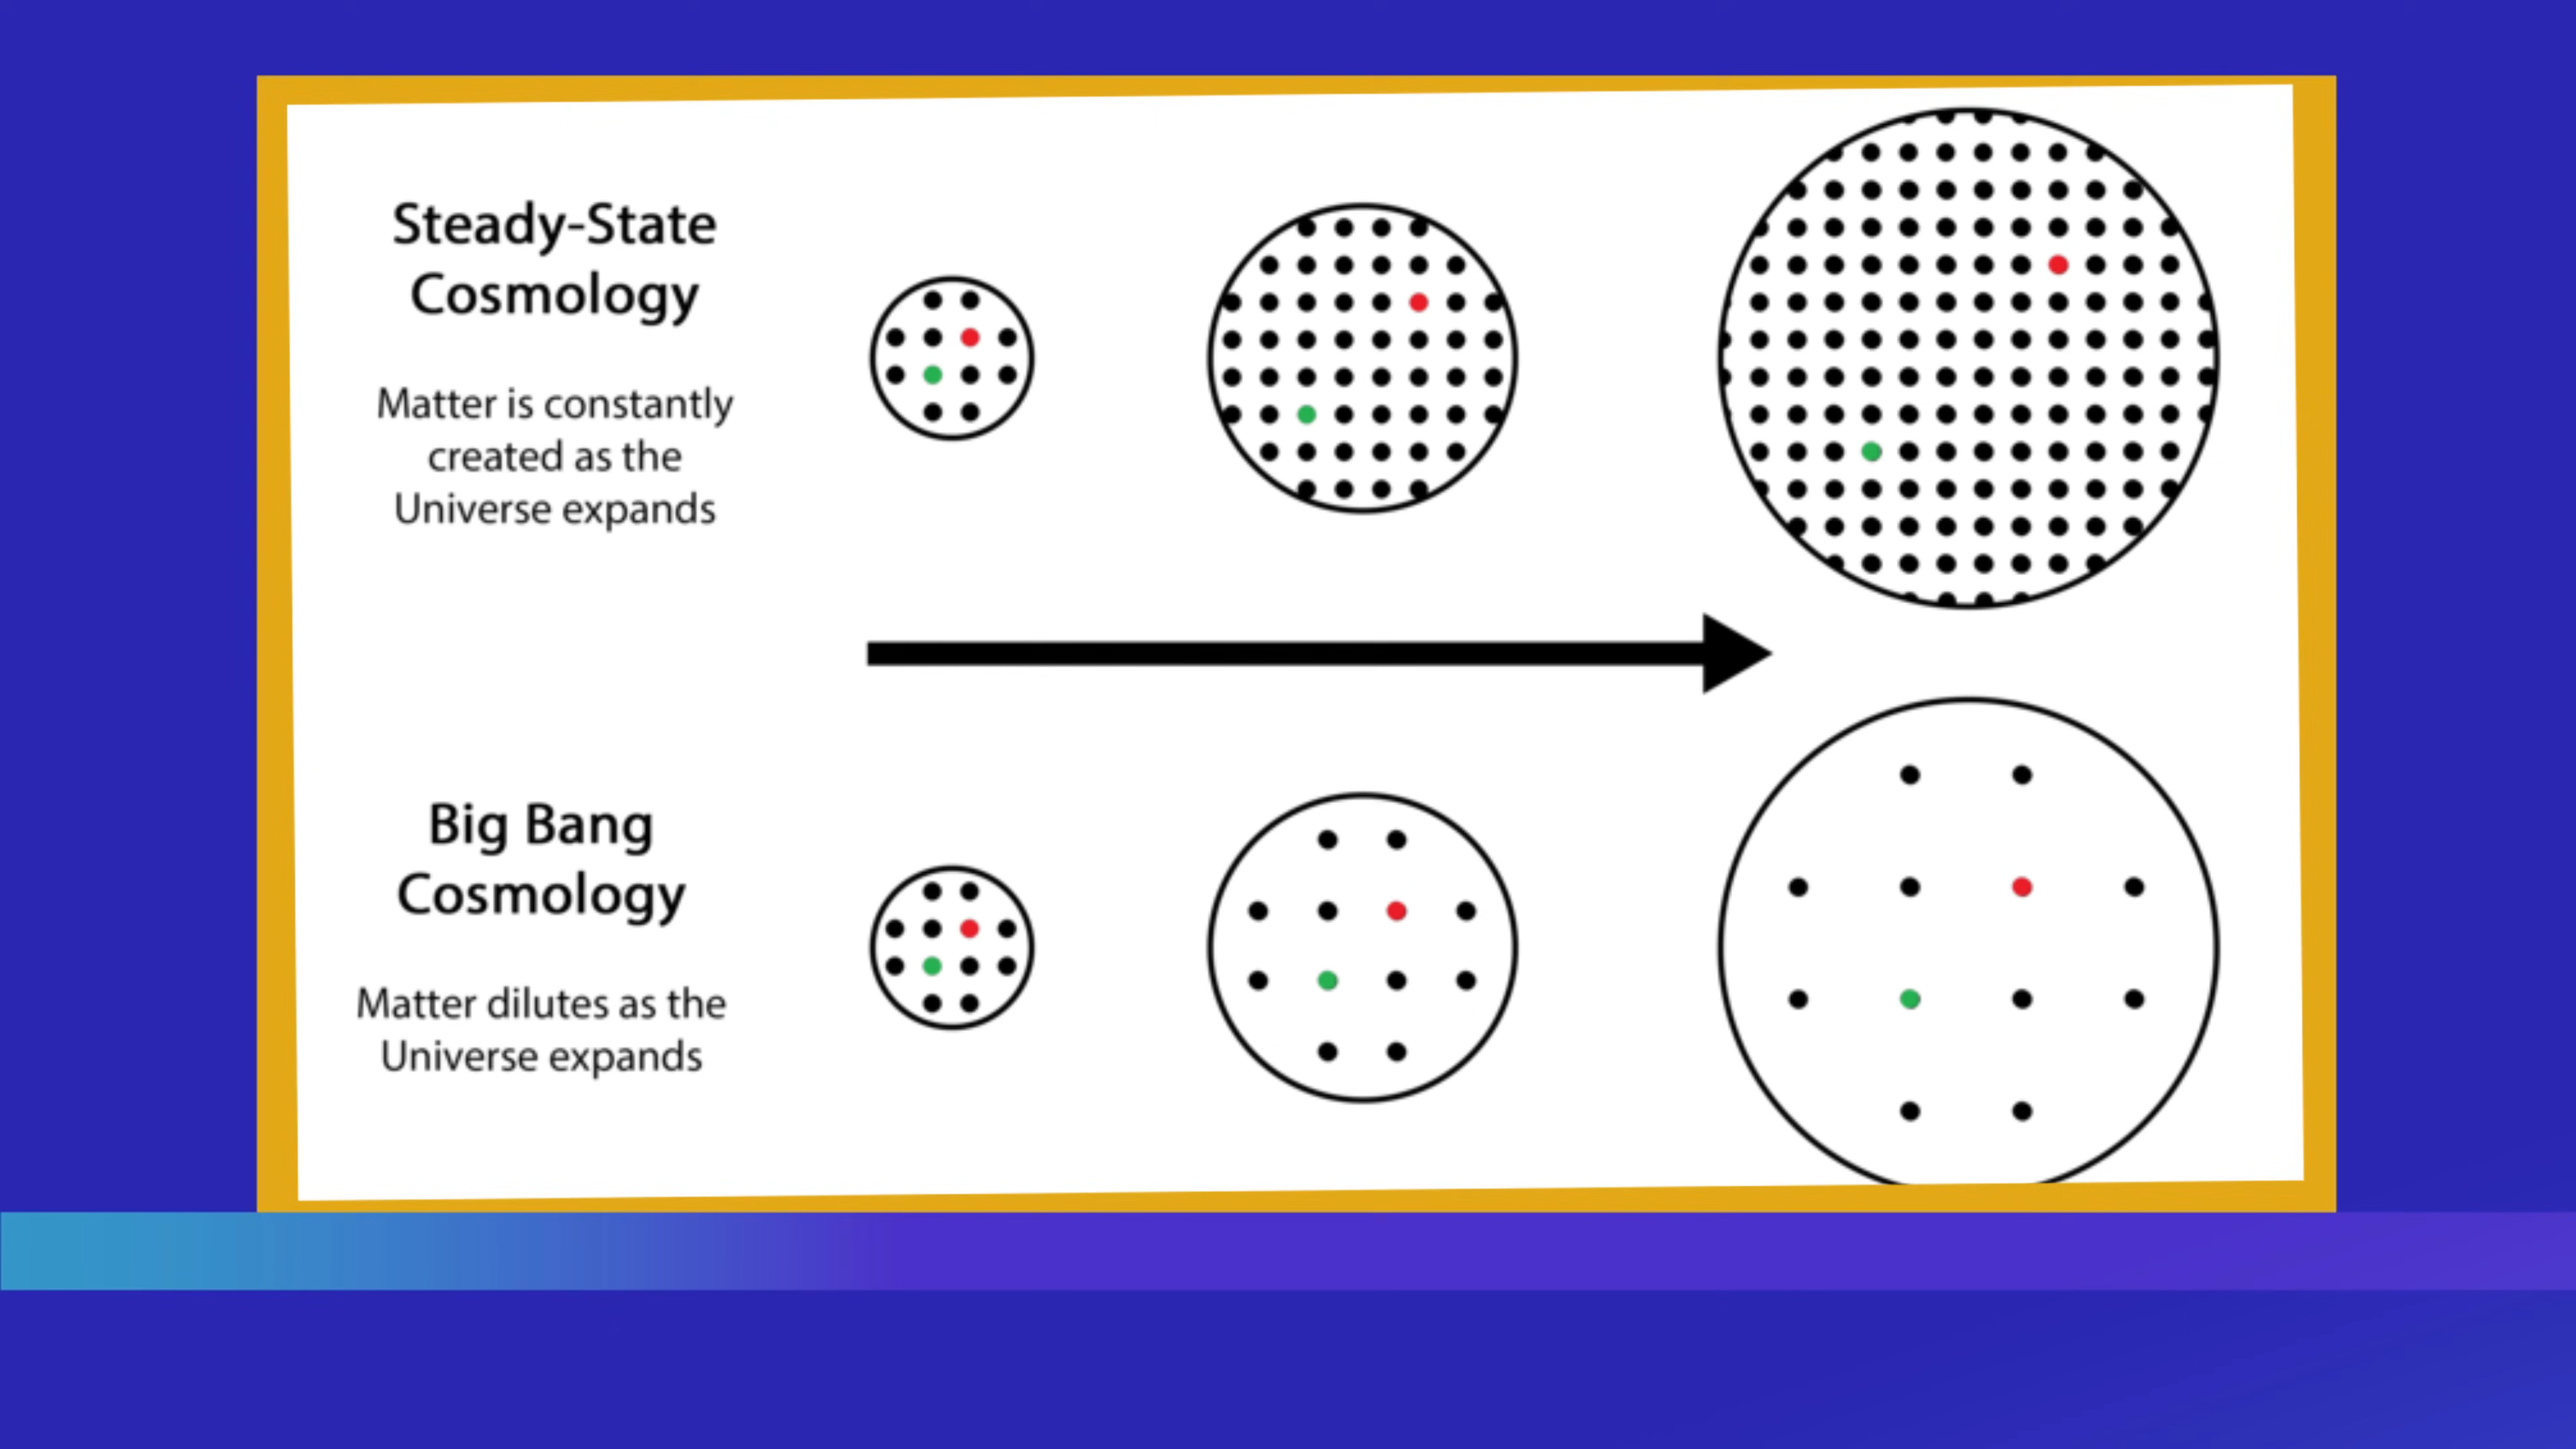 Steady-State
Cosmology
Matter is constantly
created as the
Universe expands
Big Bang
Cosmology
Matter dilutes as the
Universe expands